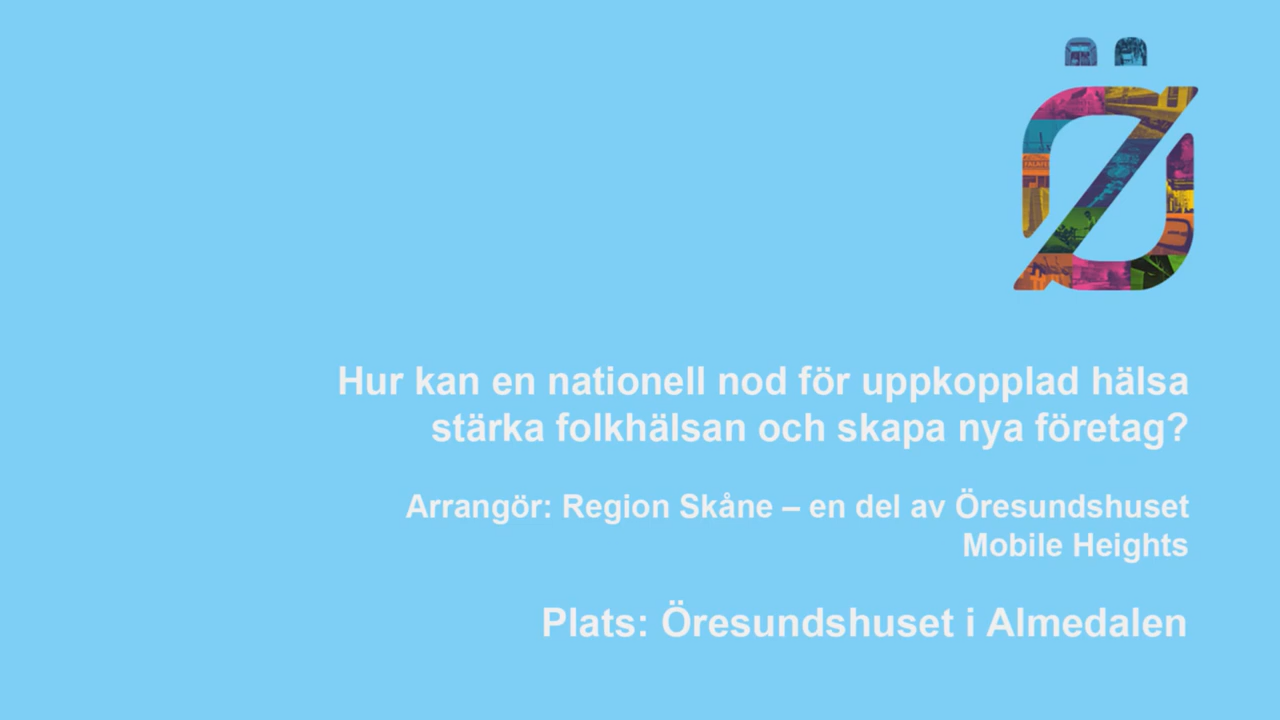 Hur kan en nationell nod för uppkopplad hälsa
stärka folkhälsan och skapa nya företag?
Arrangör: Region Skåne – en del av Öresundshuset
Mobile Heights
Plats: Öresundshuset i Almedalen